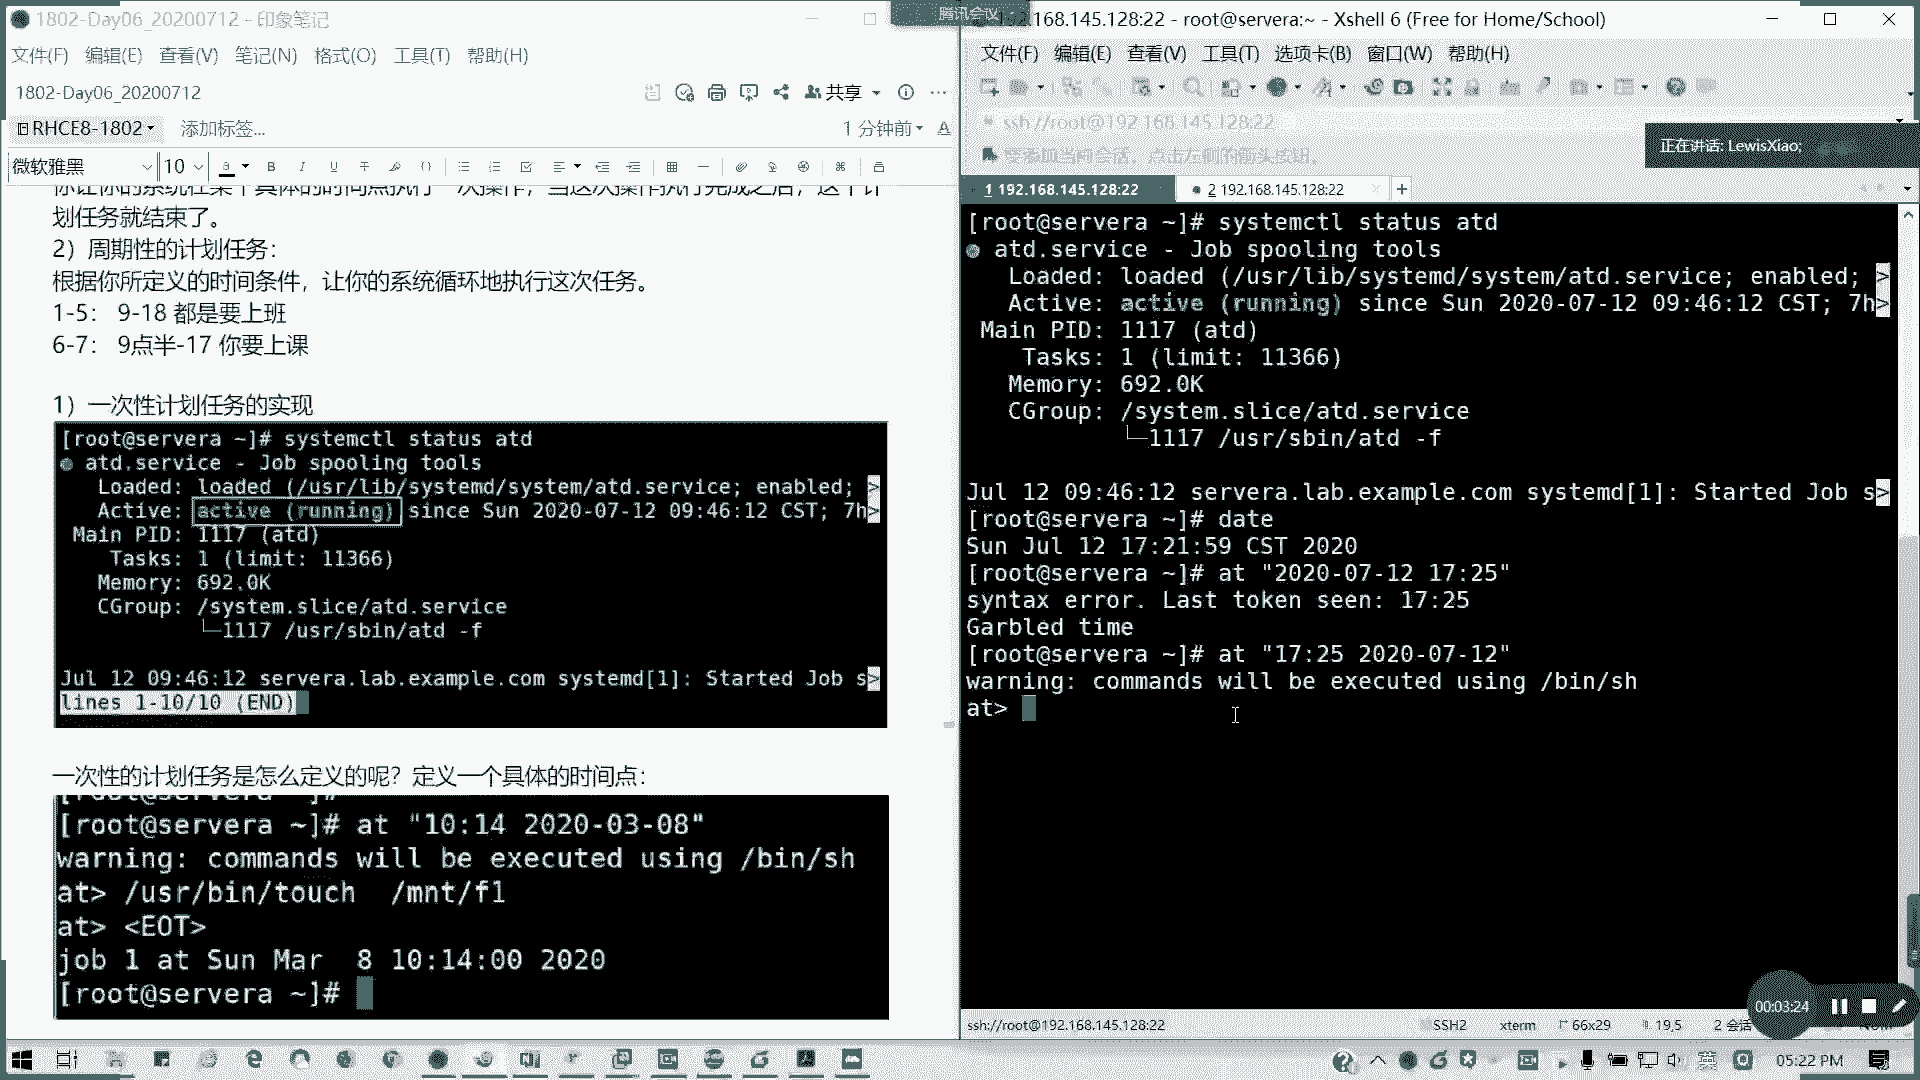 1802-Day06_20200712 - 印象笔记
文件(F) 编辑(E) 查看(V) 笔记(N) 格式(O) 工具(T) 帮助(H)
1802-Day06_20200712
共享
RHCE8-1802
添加标签...
1 分钟前
微软雅黑
10
划任务就结束了。
2）周期性的计划任务：
根据你所定义的时间条件，让你的系统循环地执行这次任务。
1-5： 9-18 都是要上班
6-7： 9点半-17 你要上课
1）一次性计划任务的实现
[root@servera ~]# systemctl status atd
● atd.service - Job spooling tools
Loaded: loaded (/usr/lib/systemd/system/atd.service; enabled; >
Active: active (running) since Sun 2020-07-12 09:46:12 CST; 7h>
Main PID: 1117 (atd)
Tasks: 1 (limit: 11366)
Memory: 692.0K
CGroup: /system.slice/atd.service
└─1117 /usr/sbin/atd -f
Jul 12 09:46:12 servera.lab.example.com systemd[1]: Started Job s>
lines 1-10/10 (END)
一次性的计划任务是怎么定义的呢？定义一个具体的时间点：
[root@servera ~]# at "10:14 2020-03-08"
warning: commands will be executed using /bin/sh
at> /usr/bin/touch /mnt/f1
at> <EOT>
job 1 at Sun Mar 8 10:14:00 2020
[root@servera ~]#
腾讯会议
192.168.145.128:22 - root@servera:~ - Xshell 6 (Free for Home/School)
文件(F) 编辑(E) 查看(V) 工具(T) 选项卡(B) 窗口(W) 帮助(H)
ssh://root@192.168.145.128:22
要添加当前会话，点击左侧的箭头按钮。
正在讲话: LewisXiao;
1 192.168.145.128:22
2 192.168.145.128:22
[root@servera ~]# systemctl status atd
● atd.service - Job spooling tools
Loaded: loaded (/usr/lib/systemd/system/atd.service; enabled; >
Active: active (running) since Sun 2020-07-12 09:46:12 CST; 7h>
Main PID: 1117 (atd)
Tasks: 1 (limit: 11366)
Memory: 692.0K
CGroup: /system.slice/atd.service
└─1117 /usr/sbin/atd -f
Jul 12 09:46:12 servera.lab.example.com systemd[1]: Started Job s>
[root@servera ~]# date
Sun Jul 12 17:21:59 CST 2020
[root@servera ~]# at "2020-07-12 17:25"
syntax error. Last token seen: 17:25
Garbled time
[root@servera ~]# at "17:25 2020-07-12"
warning: commands will be executed using /bin/sh
at>
00:03:24
ssh://root@192.168.145.128:22
SSH2
xterm
66x29
19,5
2 会话
英
05:22 PM